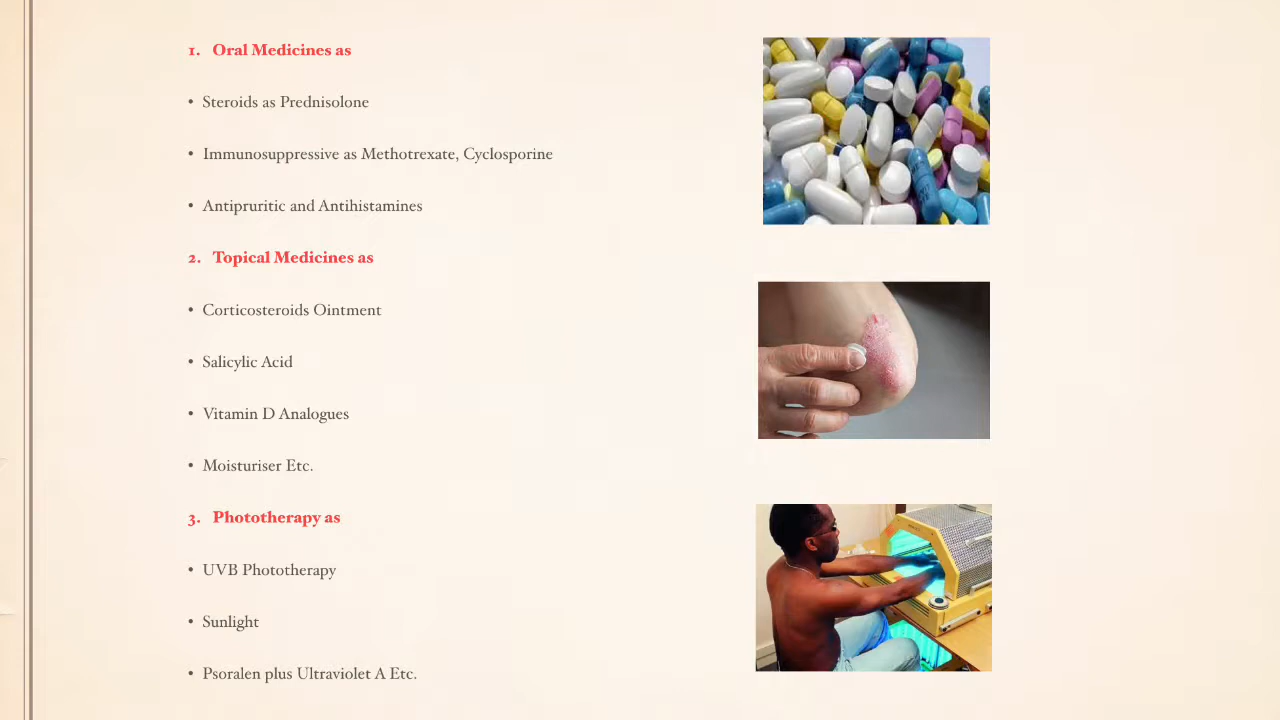 1. Oral Medicines as
• Steroids as Prednisolone
• Immunosuppressive as Methotrexate, Cyclosporine
• Antipruritic and Antihistamines
2. Topical Medicines as
• Corticosteroids Ointment
• Salicylic Acid
• Vitamin D Analogues
• Moisturiser Etc.
3. Phototherapy as
• UVB Phototherapy
• Sunlight
• Psoralen plus Ultraviolet A Etc.